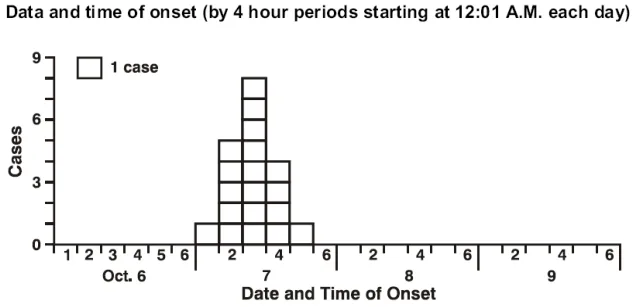 Data and time of onset (by 4 hour periods starting at 12:01 A.M. each day)
9
1 case
6
3
0
Cases
1 2 3 4 5 6 2 4 6 2 4 6 2 4 6
Oct. 6 7 8 9
Date and Time of Onset